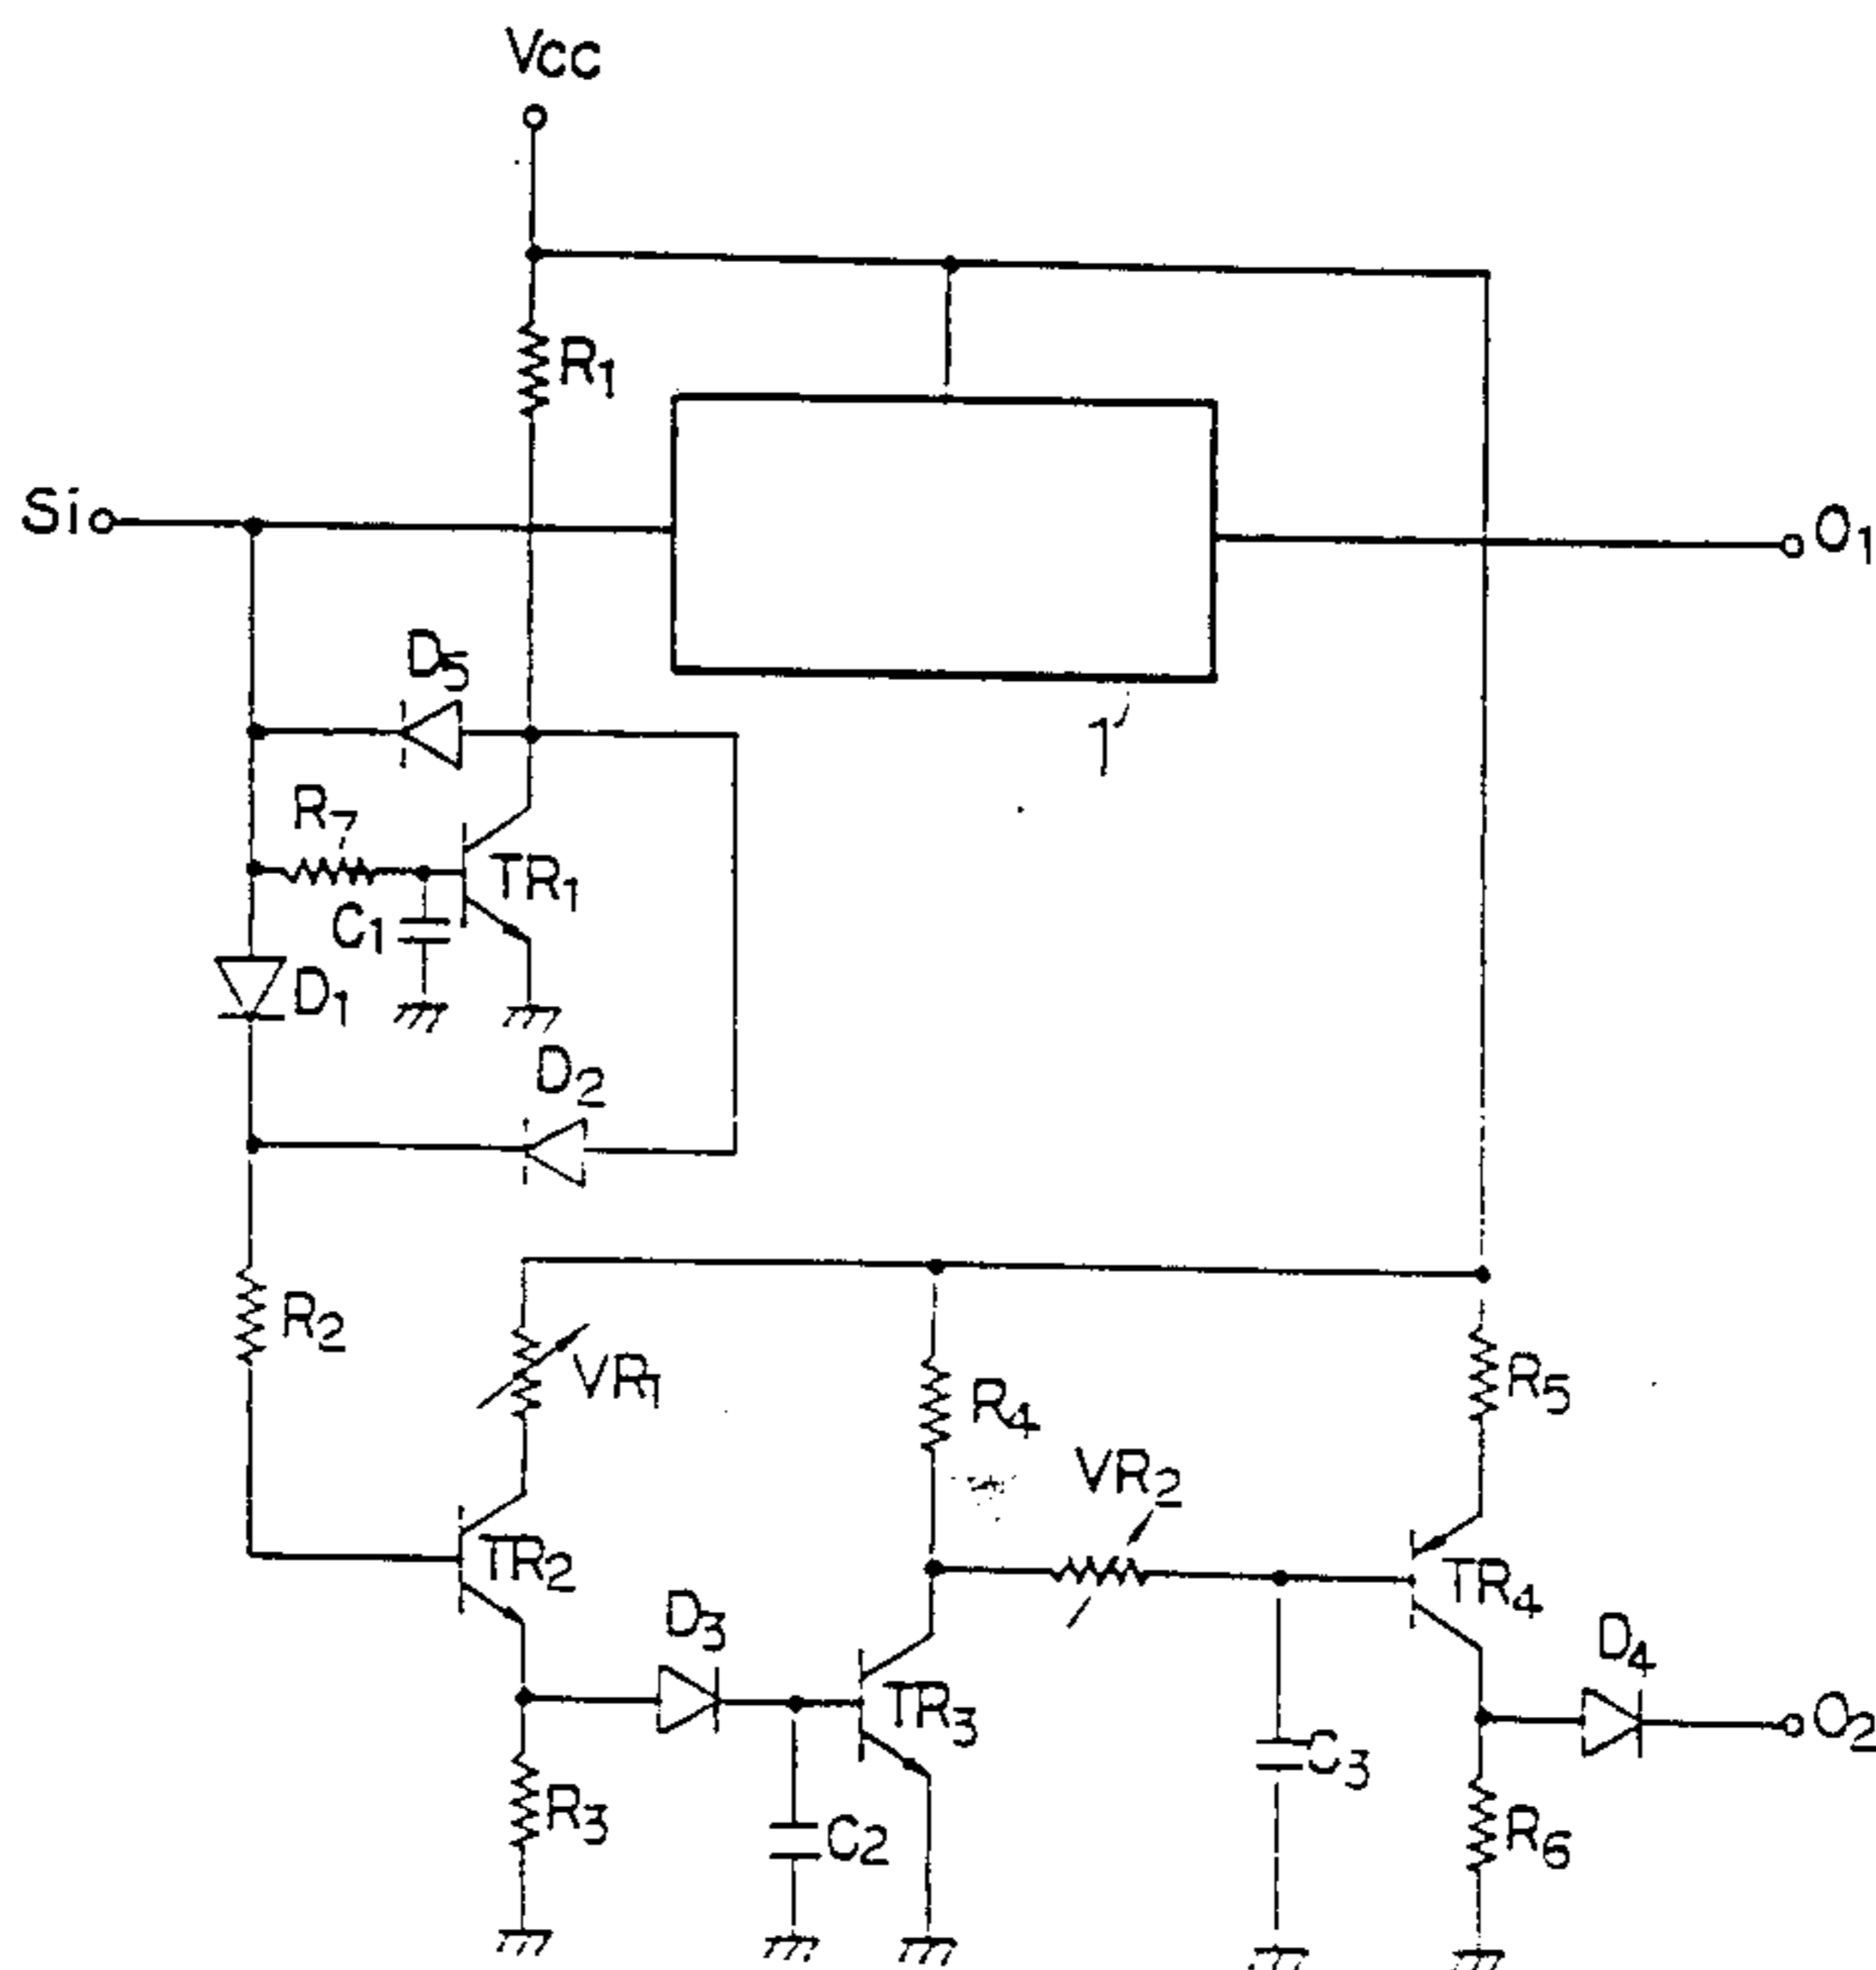 Vcc
R1
Si
O1
D5
1
R7
TR1
C1
D1
D2
R2
VR1
R4
R5
VR2
TR2
TR4
D3
D4
TR3
O2
R3
C2
C3
R6